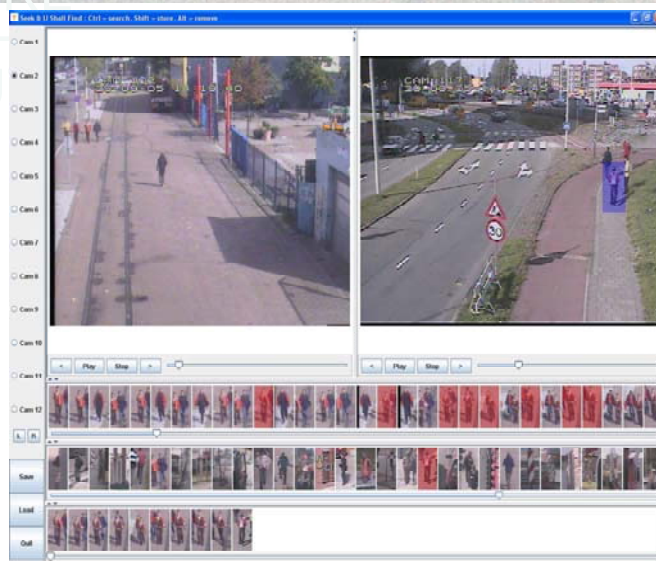 Seek & U Shall Find : Ctrl = search, Shift = store, Alt = remove
Cam 1
Cam 2
Cam 3
Cam 4
Cam 5
Cam 6
Cam 7
Cam 8
Cam 9
Cam 10
Cam 11
Cam 12
L R
Save
Load
Quit
30
< Play Stop >
< Play Stop >